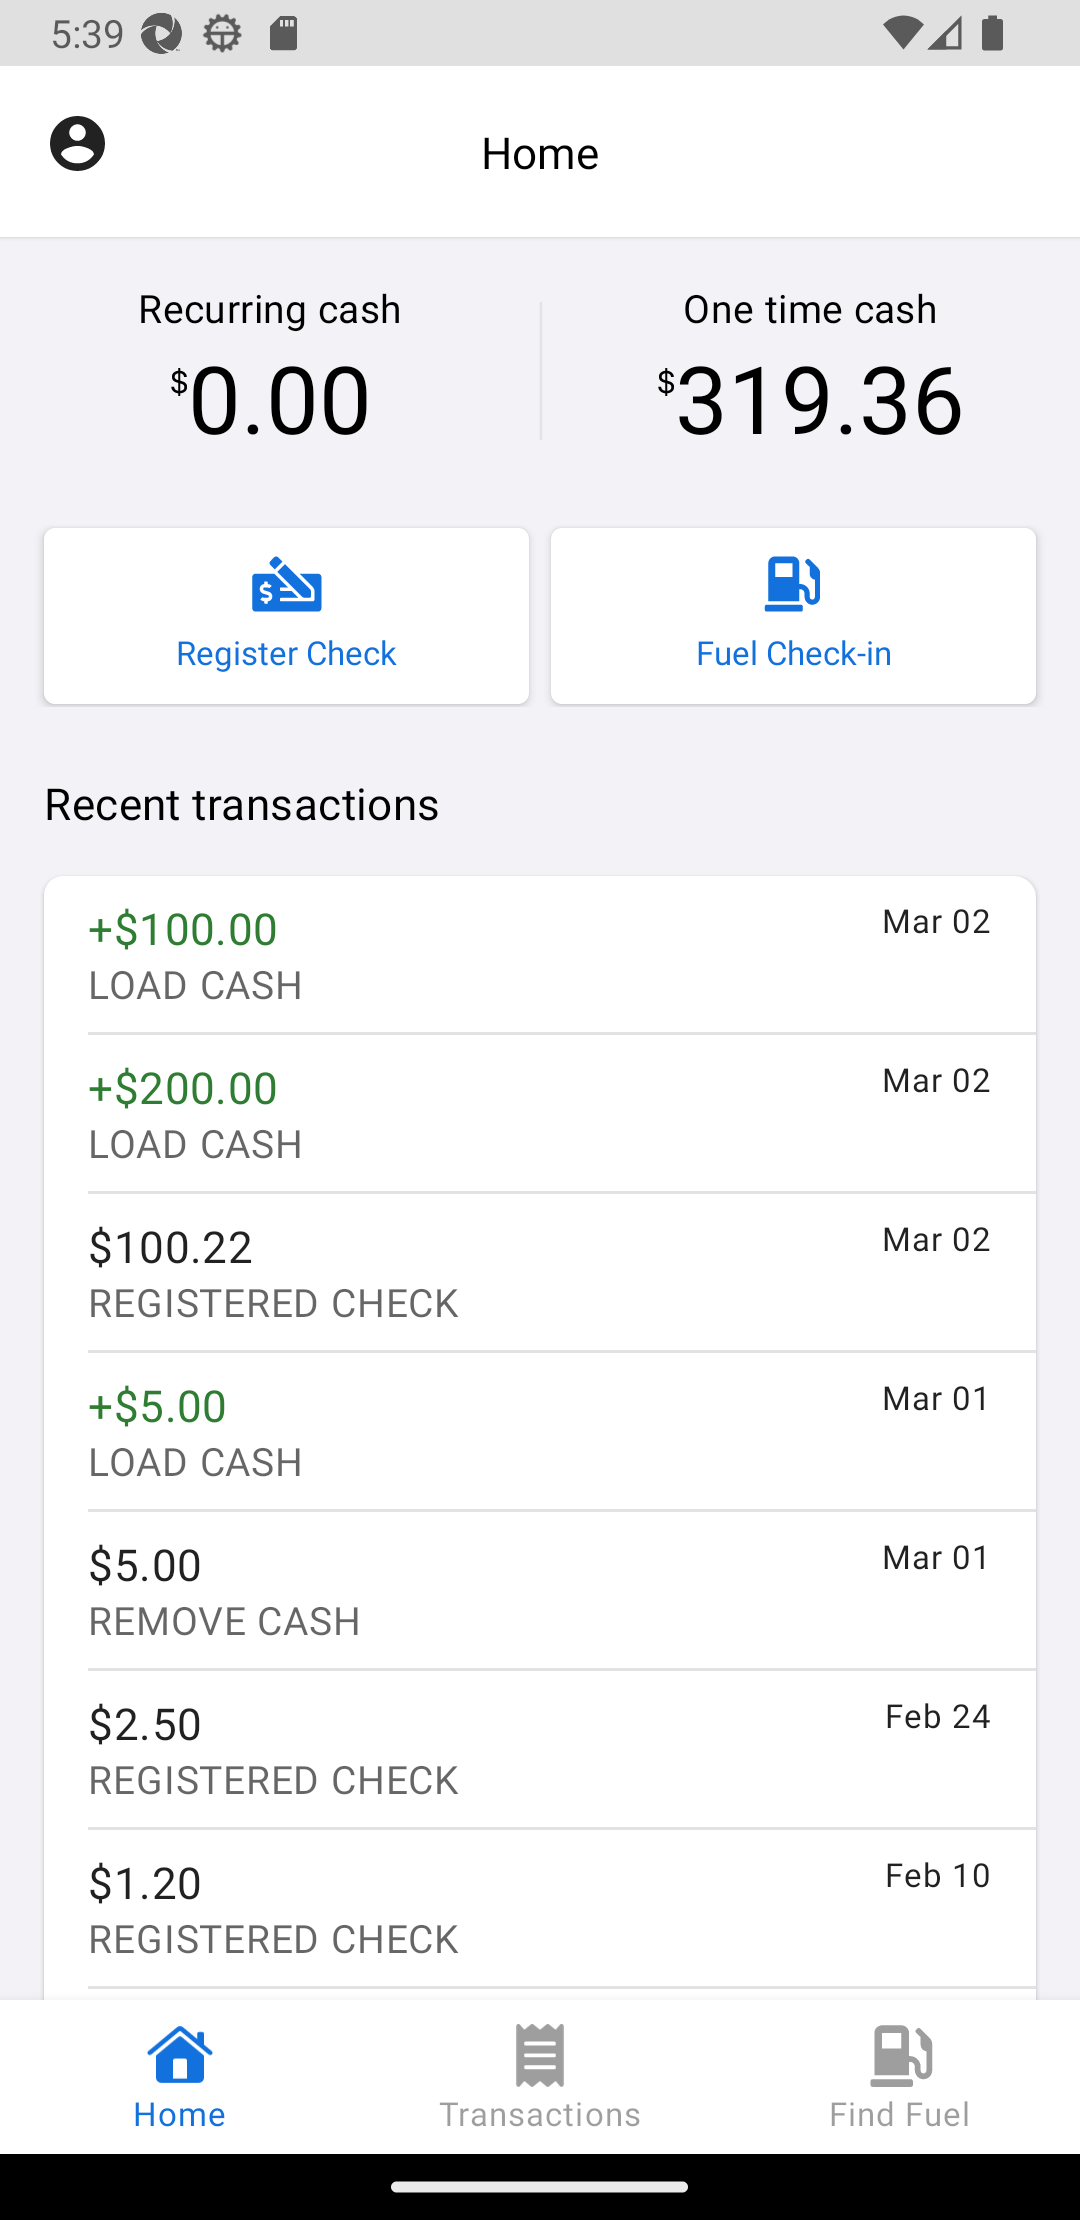 5:39
Home
Recurring cash
$0.00
One time cash
$319.36
Register Check
Fuel Check-in
Recent transactions
+$100.00
Mar 02
LOAD CASH
+$200.00
Mar 02
LOAD CASH
$100.22
Mar 02
REGISTERED CHECK
+$5.00
Mar 01
LOAD CASH
$5.00
Mar 01
REMOVE CASH
$2.50
Feb 24
REGISTERED CHECK
$1.20
Feb 10
REGISTERED CHECK
Home
Transactions
Find Fuel